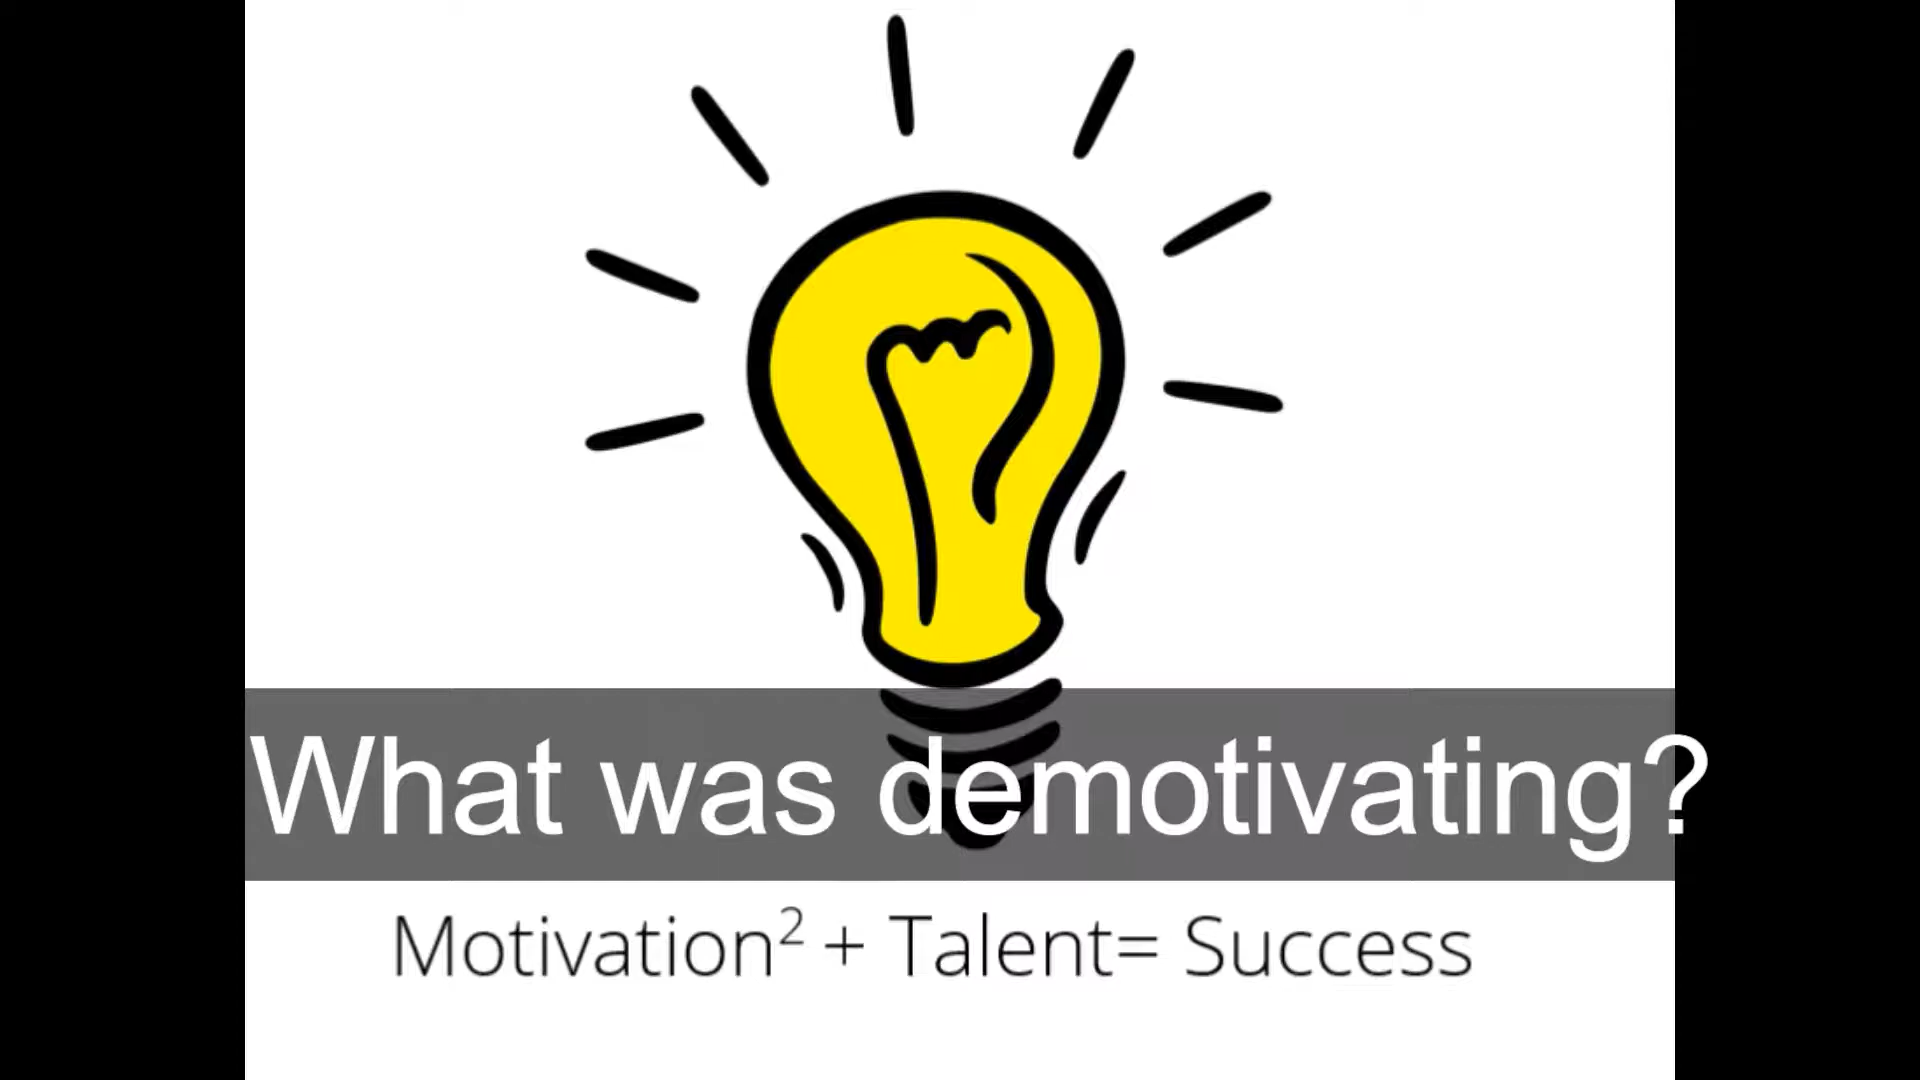 What was demotivating?
Motivation² + Talent= Success